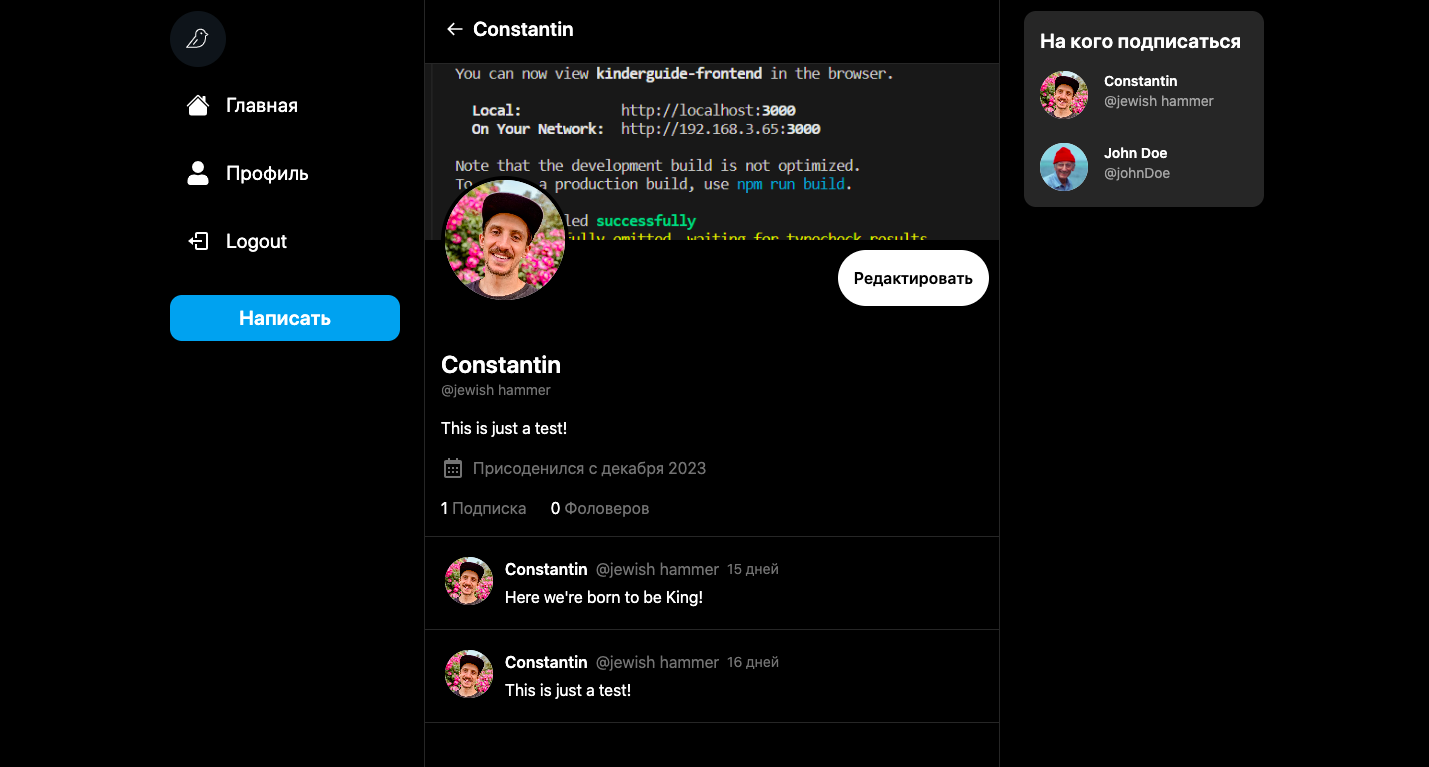 Главная
Профиль
Logout
Написать
Constantin
You can now view kinderguide-frontend in the browser.
Local: http://localhost:3000
On Your Network: http://192.168.3.65:3000
Note that the development build is not optimized.
To a production build, use npm run build.
led successfully
fully omitted, waiting for typecheck results
Редактировать
Constantin
@jewish hammer
This is just a test!
Присоденился с декабря 2023
1 Подписка 0 Фоловеров
Constantin @jewish hammer 15 дней
Here we're born to be King!
Constantin @jewish hammer 16 дней
This is just a test!
На кого подписаться
Constantin
@jewish hammer
John Doe
@johnDoe